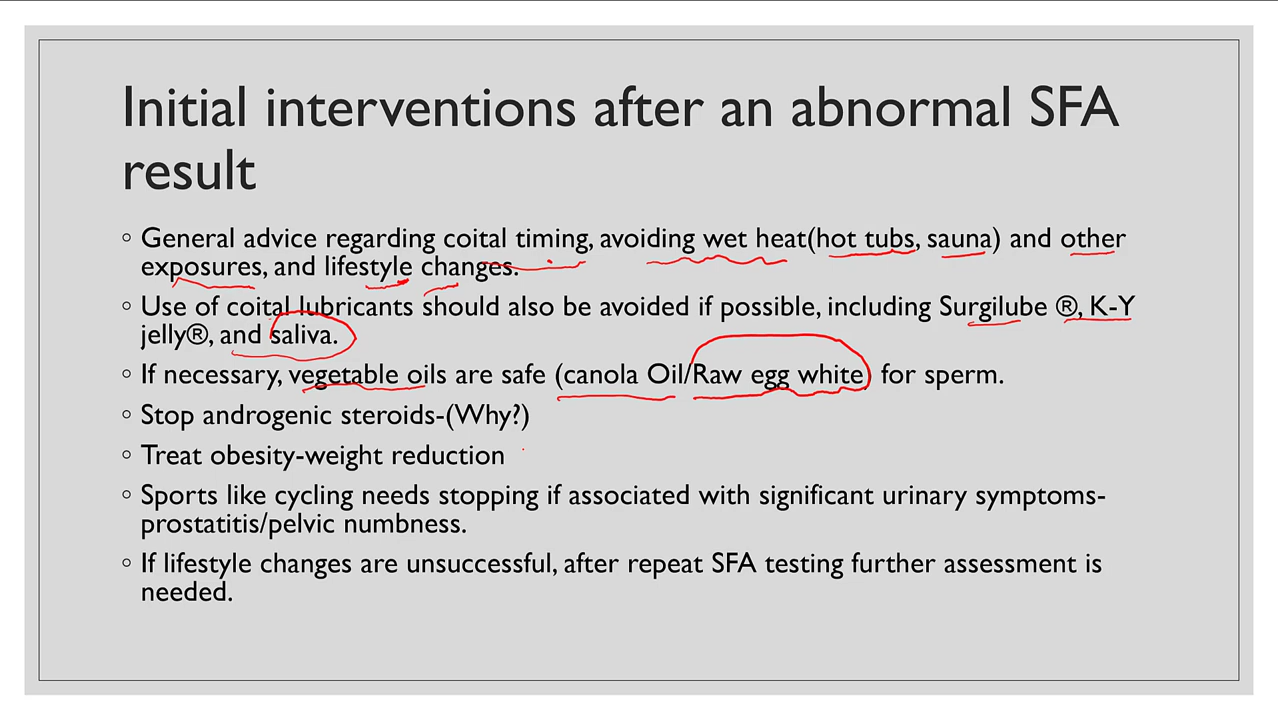 Initial interventions after an abnormal SFA
result
◦ General advice regarding coital timing, avoiding wet heat(hot tubs, sauna) and other
exposures, and lifestyle changes.
◦ Use of coital lubricants should also be avoided if possible, including Surgilube ®, K-Y
jelly®, and saliva.
◦ If necessary, vegetable oils are safe (canola Oil/Raw egg white) for sperm.
◦ Stop androgenic steroids-(Why?)
◦ Treat obesity-weight reduction
◦ Sports like cycling needs stopping if associated with significant urinary symptoms-
prostatitis/pelvic numbness.
◦ If lifestyle changes are unsuccessful, after repeat SFA testing further assessment is
needed.